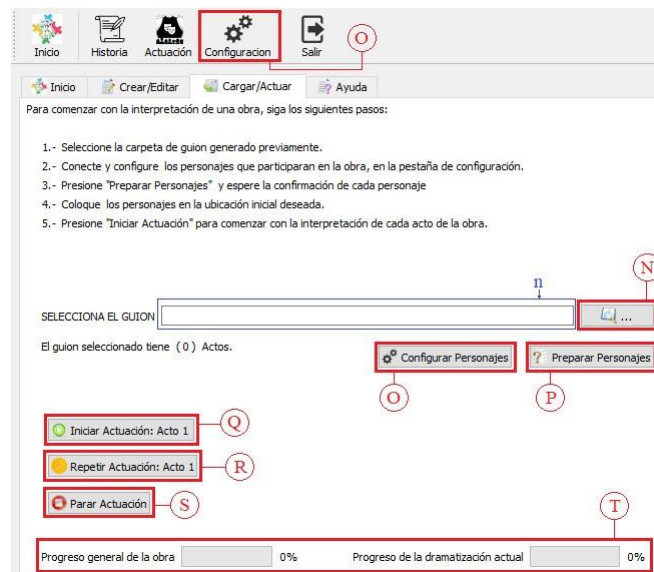 O
Inicio Historia Actuación Configuracion Salir
Inicio Crear/Editar Cargar/Actuar Ayuda
Para comenzar con la interpretación de una obra, siga los siguientes pasos:
1.- Seleccione la carpeta de guion generado previamente.
2.- Conecte y configure los personajes que participaran en la obra, en la pestaña de configuración.
3.- Presione "Preparar Personajes" y espere la confirmación de cada personaje
4.- Coloque los personajes en la ubicación inicial deseada.
5.- Presione "Iniciar Actuación" para comenzar con la interpretación de cada acto de la obra.
N
n
SELECCIONA EL GUION ...
El guion seleccionado tiene ( 0 ) Actos.
Configurar Personajes ? Preparar Personajes
O P
Iniciar Actuación: Acto 1 Q
Repetir Actuación: Acto 1 R
Parar Actuación S
T
Progreso general de la obra 0% Progreso de la dramatización actual 0%